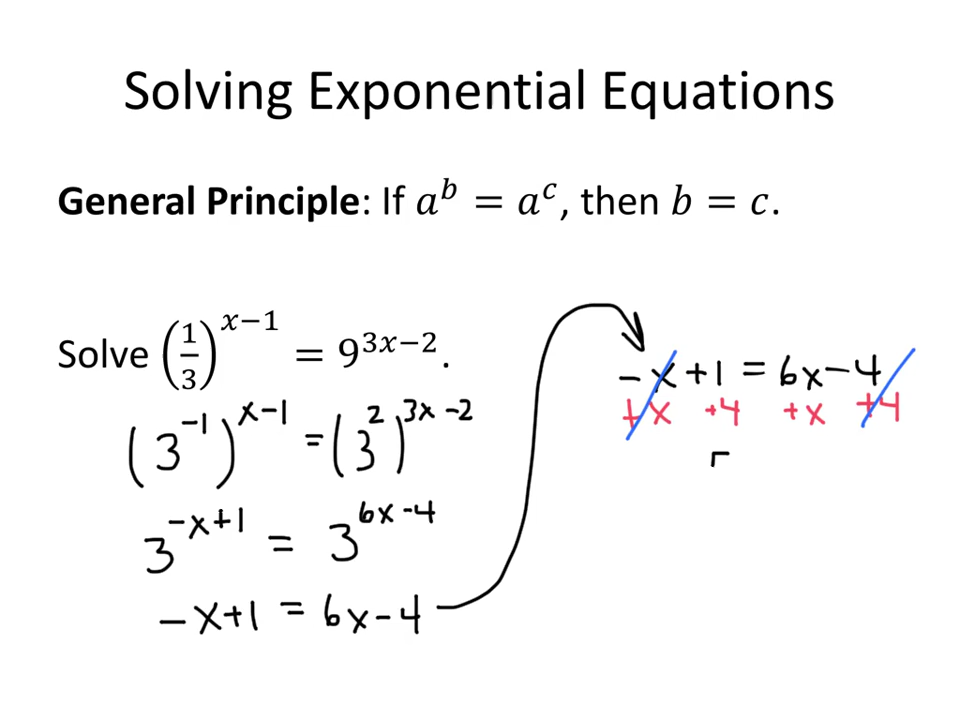 Solving Exponential Equations
General Principle: If a^b = a^c, then b = c.
Solve (1/3)^(x−1) = 9^(3x−2).
(3^-1)^(x-1) = (3^2)^(3x-2)
3^(-x+1) = 3^(6x-4)
-x+1 = 6x-4
-x+1 = 6x-4
+x +4 +x +4